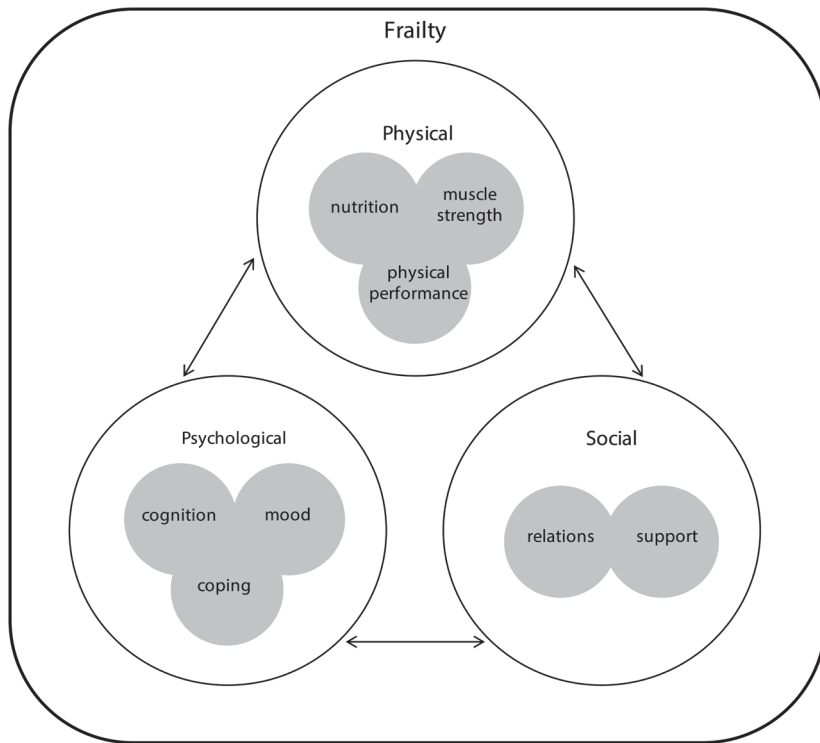 Frailty
Physical
nutrition
muscle
strength
physical
performance
Psychological
cognition
mood
coping
Social
relations
support